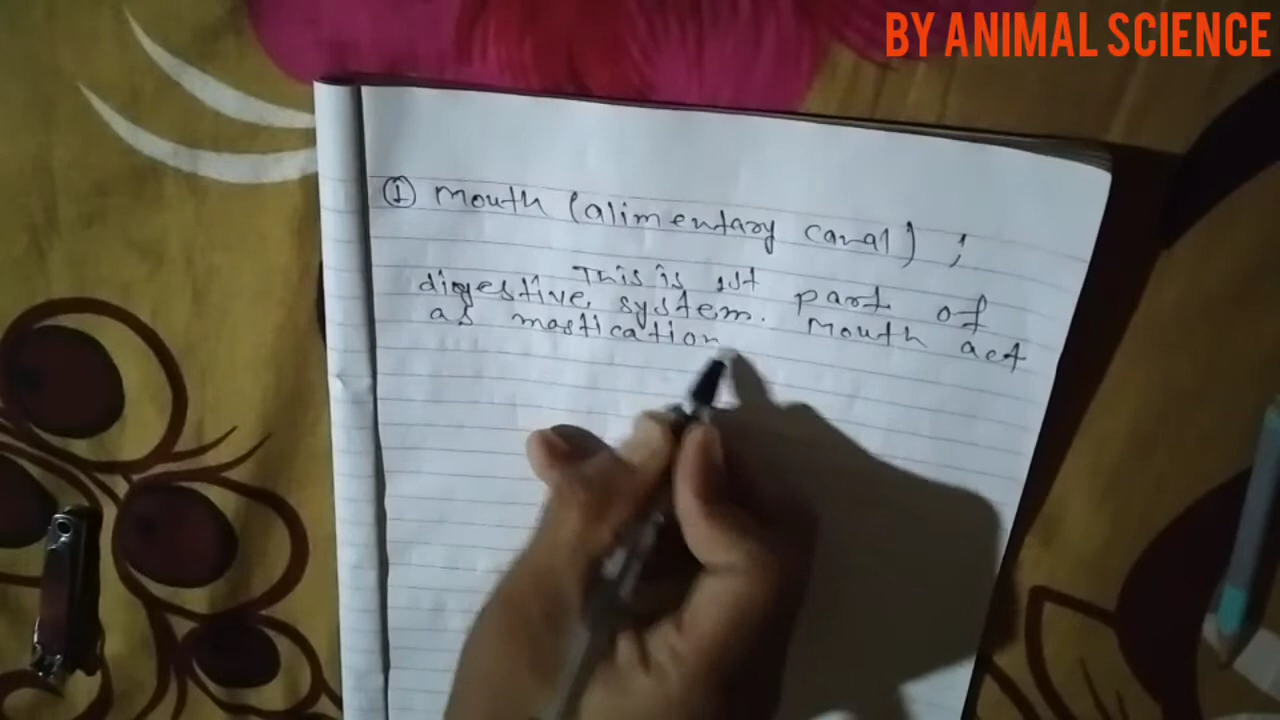 BY ANIMAL SCIENCE
① Mouth (alimentary canal) ;
This is 1st part of
digestive system. Mouth act
as mastication